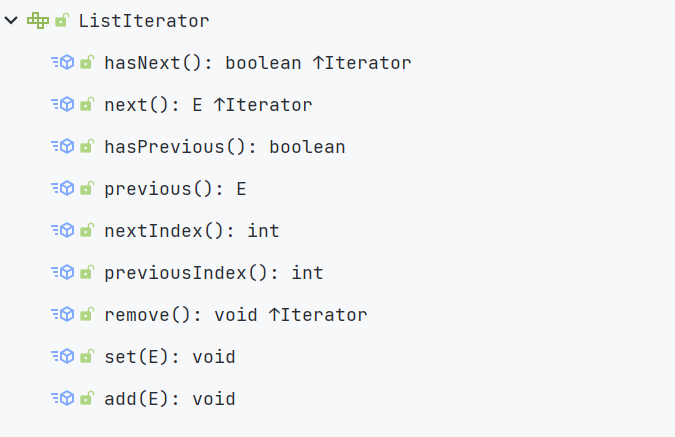 ListIterator
hasNext(): boolean ↑Iterator
next(): E ↑Iterator
hasPrevious(): boolean
previous(): E
nextIndex(): int
previousIndex(): int
remove(): void ↑Iterator
set(E): void
add(E): void